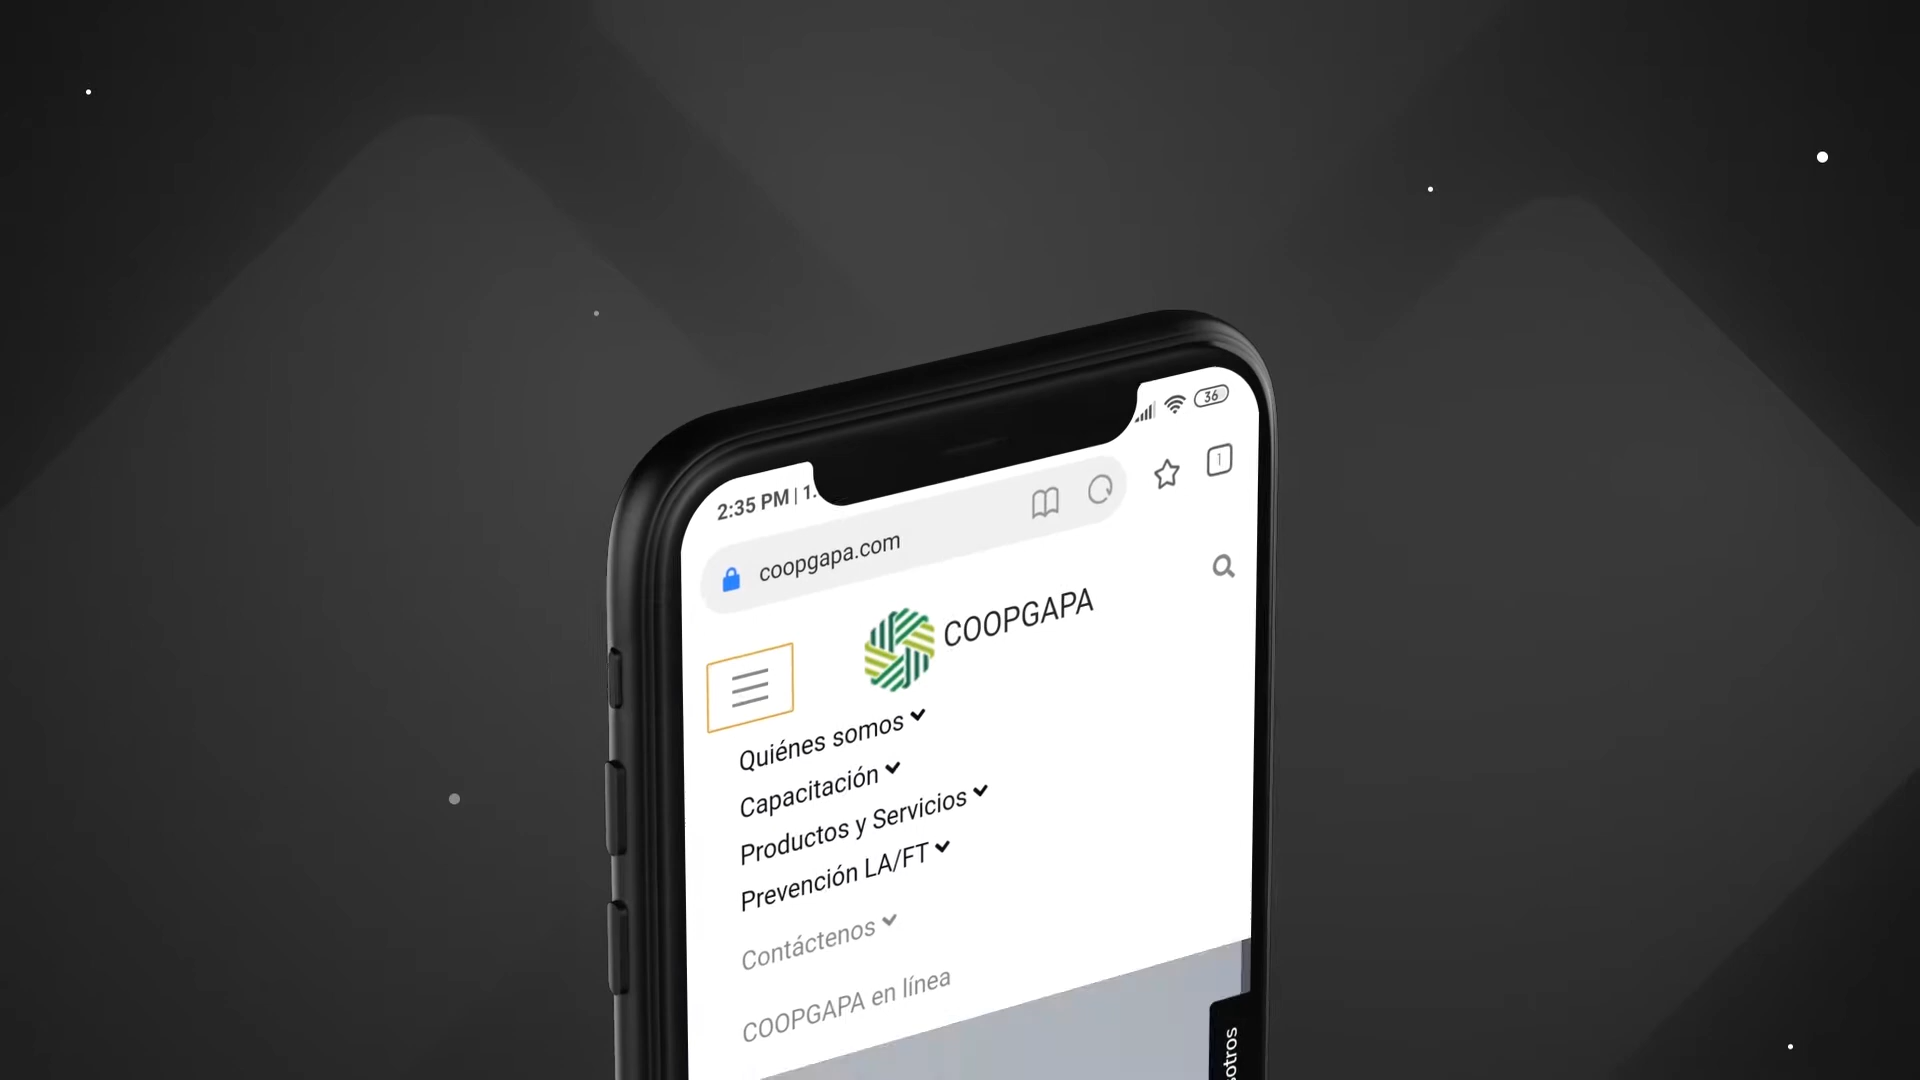 2:35 PM | 1.
36
1
coopgapa.com
COOPGAPA
Quiénes somos
Capacitación
Productos y Servicios
Prevención LA/FT
Contáctenos
COOPGAPA en línea